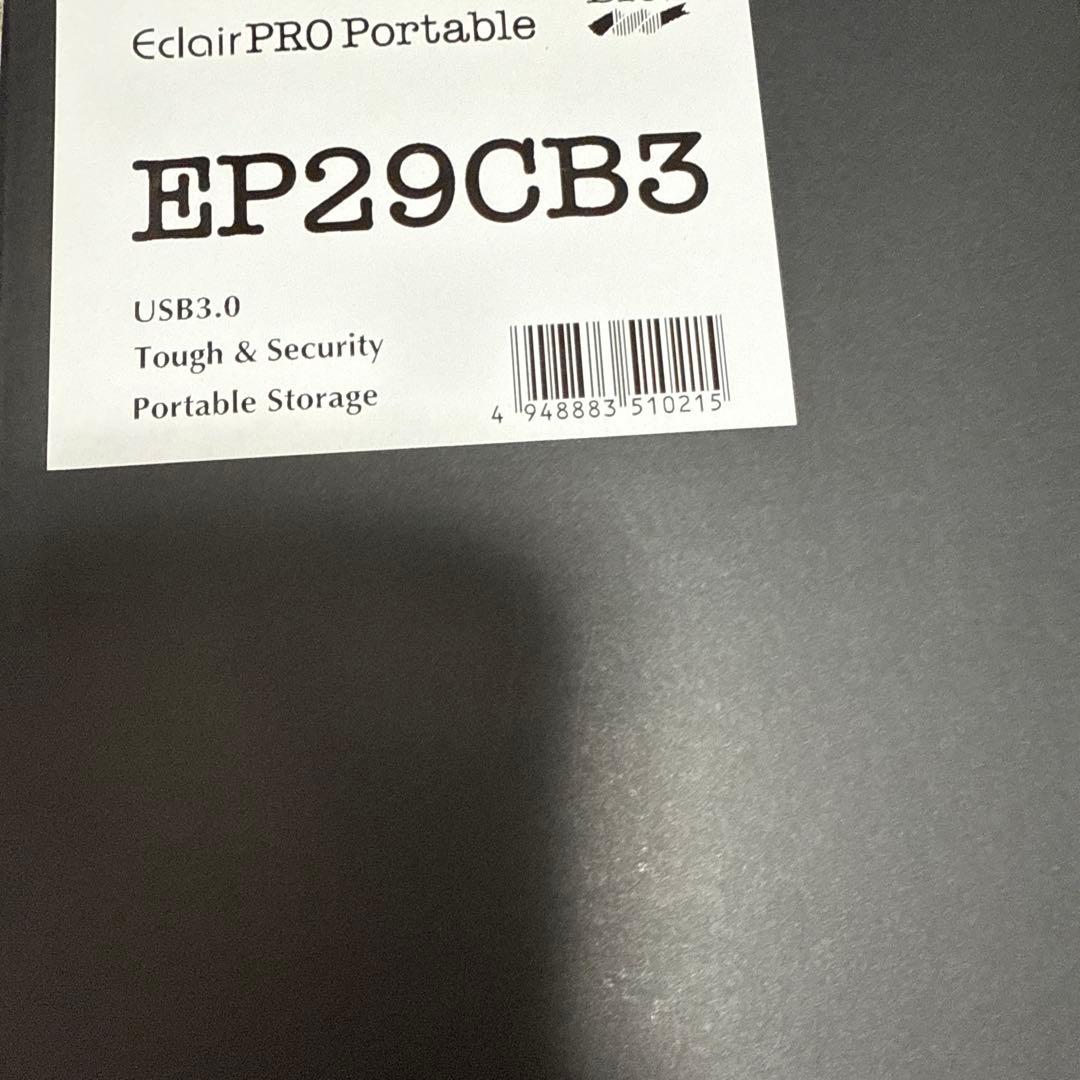 EclairPRO Portable
EP29CB3
USB3.0
Tough & Security
Portable Storage
4 948883 510215